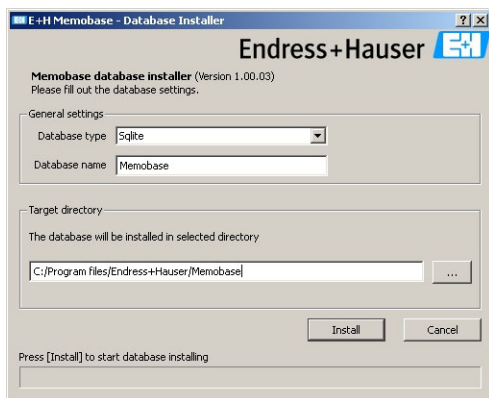 E+H Memobase - Database Installer
Endress+Hauser EH
Memobase database installer (Version 1.00.03)
Please fill out the database settings.
General settings
Database type Sqlite
Database name Memobase
Target directory
The database will be installed in selected directory
C:/Program files/Endress+Hauser/Memobase
...
Install Cancel
Press [Install] to start database installing